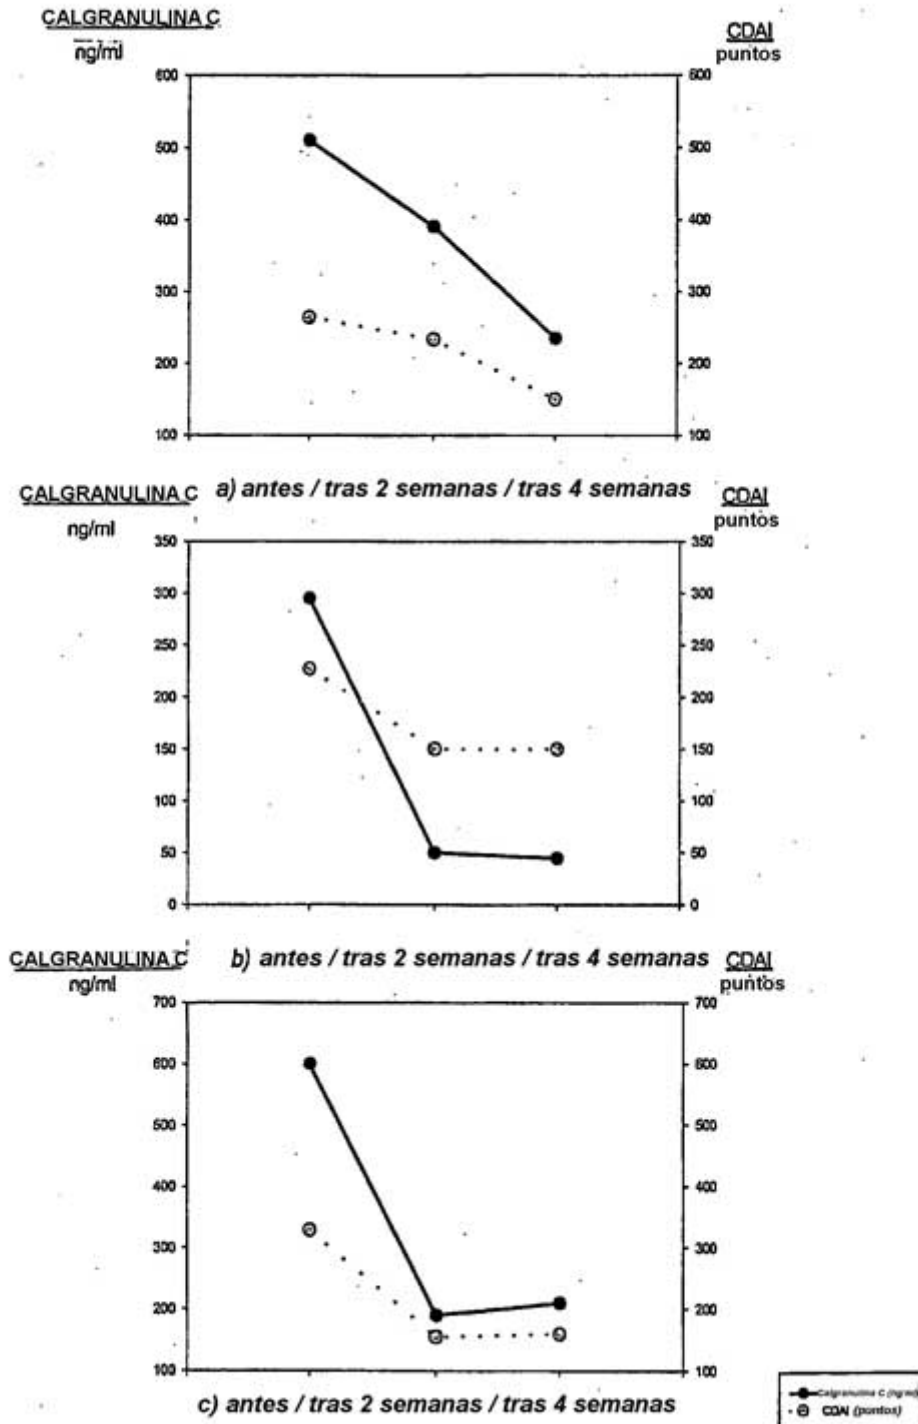 CALGRANULINA C
ng/ml
CDAI
puntos
600 600
500 500
400 400
300 300
200 200
100 100
a) antes / tras 2 semanas / tras 4 semanas
CALGRANULINA C
ng/ml
CDAI
puntos
350 350
300 300
250 250
200 200
150 150
100 100
50 50
0 0
b) antes / tras 2 semanas / tras 4 semanas
CALGRANULINA C
ng/ml
CDAI
puntos
700 700
600 600
500 500
400 400
300 300
200 200
100 100
c) antes / tras 2 semanas / tras 4 semanas
Calgranulina C (ng/ml)
CDAI (puntos)